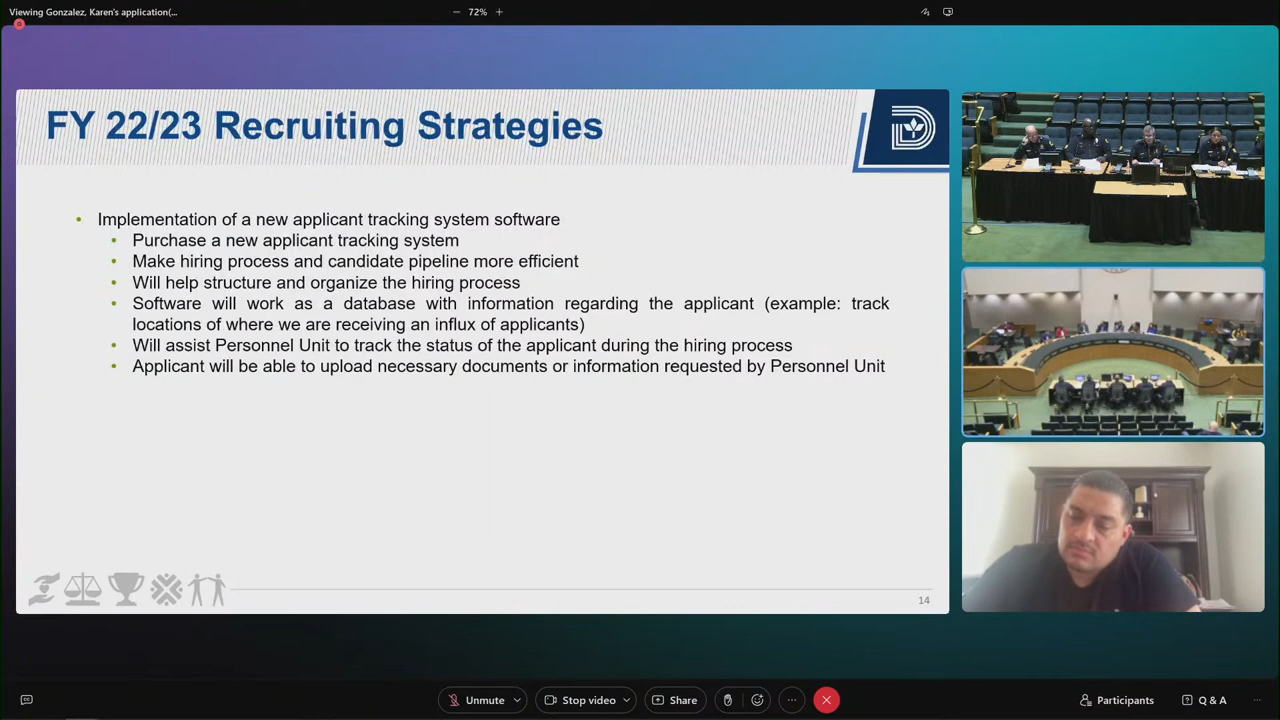 Viewing Gonzalez, Karen's application(...
72%
FY 22/23 Recruiting Strategies
• Implementation of a new applicant tracking system software
• Purchase a new applicant tracking system
• Make hiring process and candidate pipeline more efficient
• Will help structure and organize the hiring process
• Software will work as a database with information regarding the applicant (example: track
locations of where we are receiving an influx of applicants)
• Will assist Personnel Unit to track the status of the applicant during the hiring process
• Applicant will be able to upload necessary documents or information requested by Personnel Unit
14
Unmute
Stop video
Share
Participants
Q & A